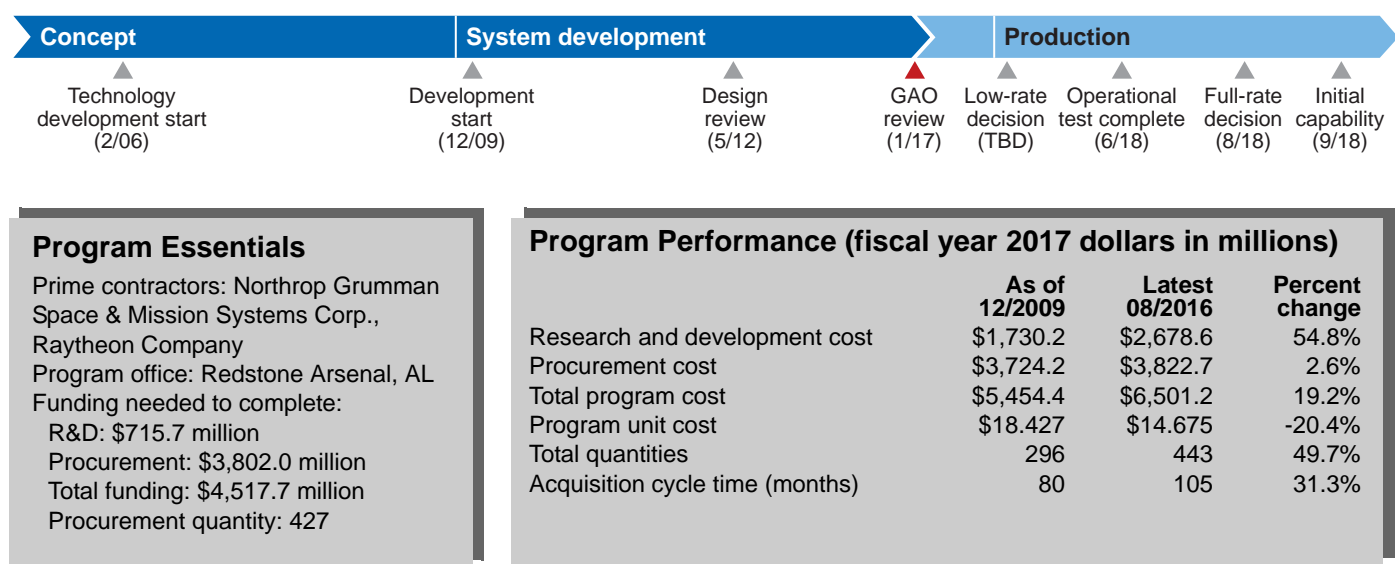 Concept
System development
Production
Technology
development start
(2/06)
Development
start
(12/09)
Design
review
(5/12)
GAO
review
(1/17)
Low-rate
decision
(TBD)
Operational
test complete
(6/18)
Full-rate
decision
(8/18)
Initial
capability
(9/18)
Program Essentials
Prime contractors: Northrop Grumman
Space & Mission Systems Corp.,
Raytheon Company
Program office: Redstone Arsenal, AL
Funding needed to complete:
R&D: $715.7 million
Procurement: $3,802.0 million
Total funding: $4,517.7 million
Procurement quantity: 427
Program Performance (fiscal year 2017 dollars in millions)
As of Latest Percent
12/2009 08/2016 change
Research and development cost $1,730.2 $2,678.6 54.8%
Procurement cost $3,724.2 $3,822.7 2.6%
Total program cost $5,454.4 $6,501.2 19.2%
Program unit cost $18.427 $14.675 -20.4%
Total quantities 296 443 49.7%
Acquisition cycle time (months) 80 105 31.3%